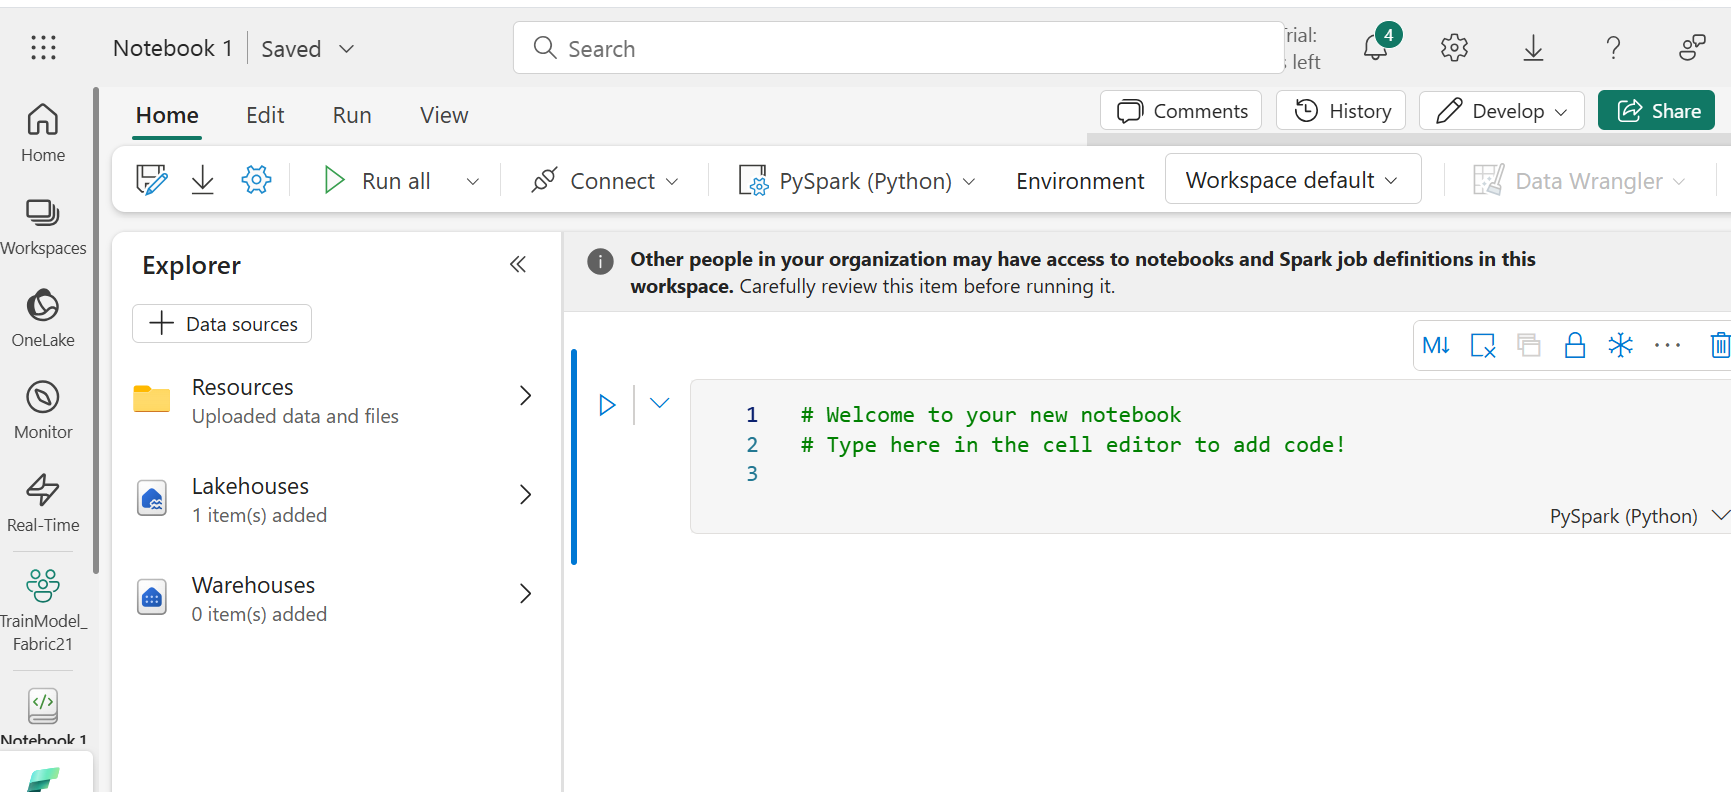 Notebook 1 Saved
Search
rial:
left
4
Home Edit Run View
Comments History Develop Share
Run all Connect PySpark (Python) Environment Workspace default Data Wrangler
Home
Workspaces
OneLake
Monitor
Real-Time
TrainModel_
Fabric21
Notebook 1
Explorer
Data sources
Resources
Uploaded data and files
Lakehouses
1 item(s) added
Warehouses
0 item(s) added
Other people in your organization may have access to notebooks and Spark job definitions in this
workspace. Carefully review this item before running it.
M↓
1 # Welcome to your new notebook
2 # Type here in the cell editor to add code!
3
PySpark (Python)